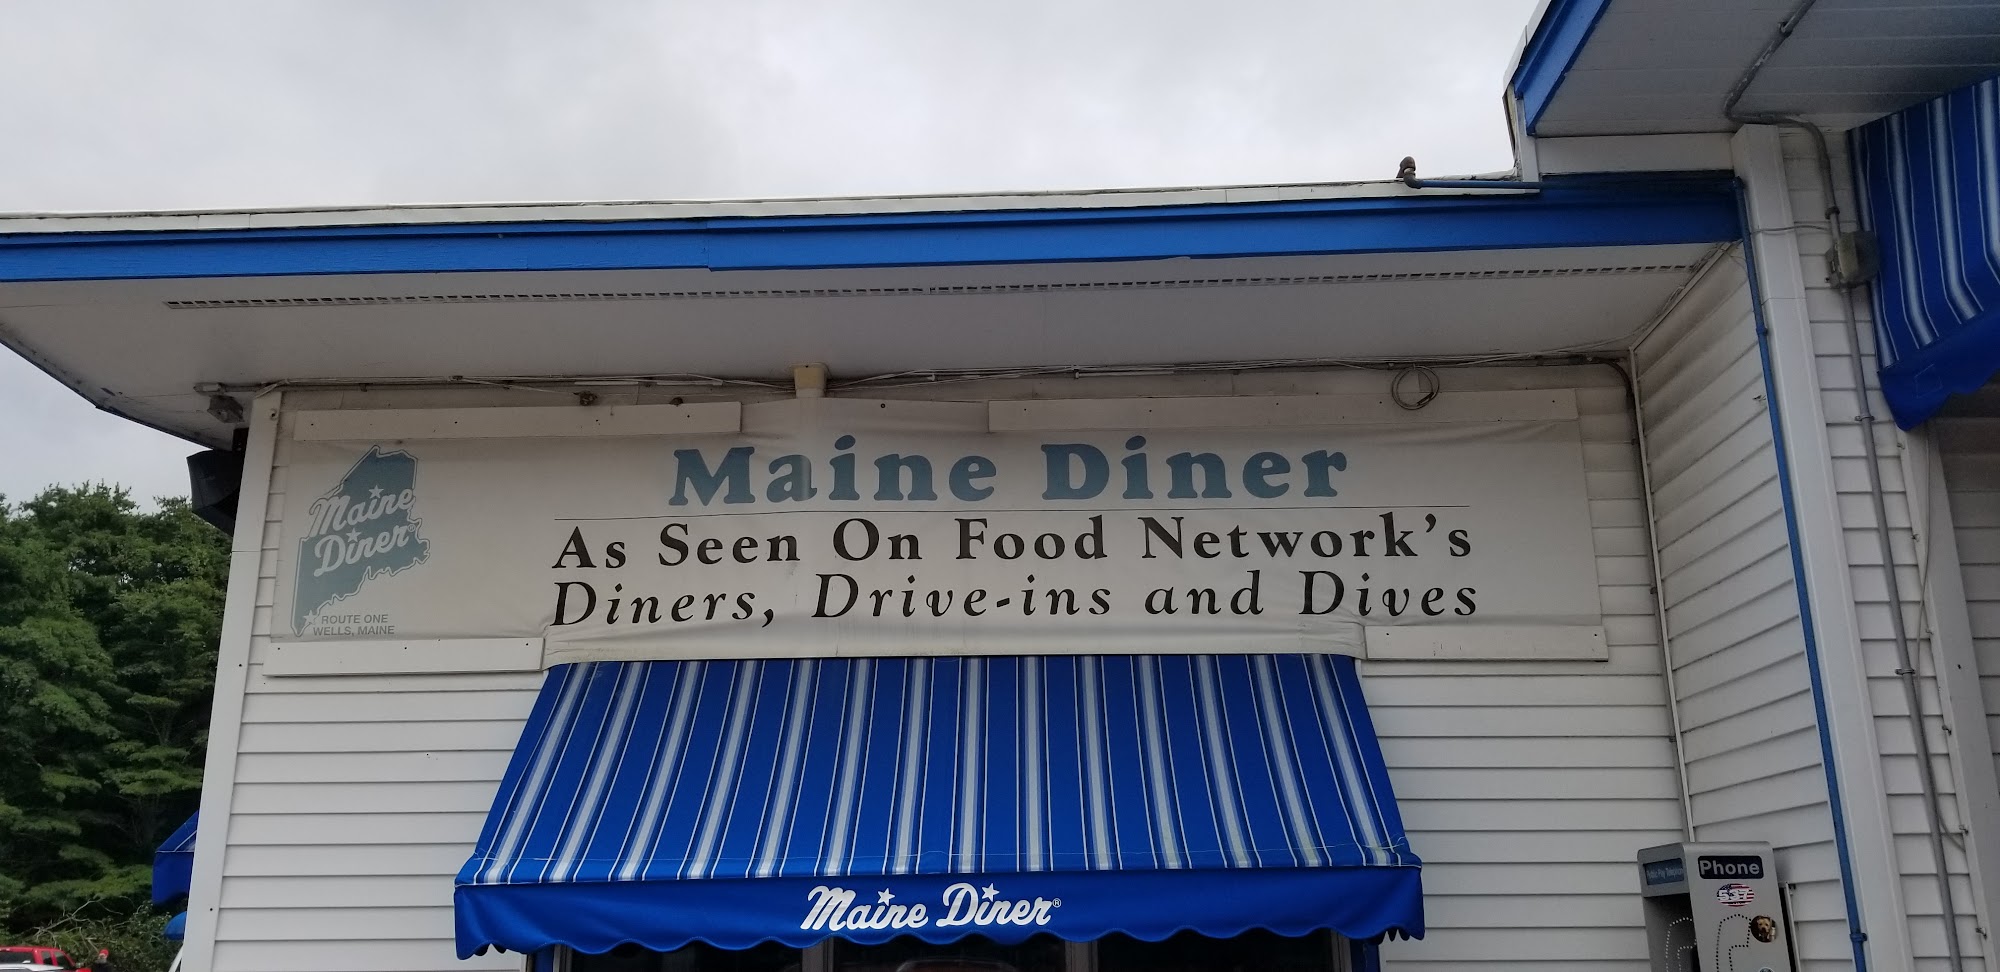 Maine Diner
As Seen On Food Network's
Diners, Drive-ins and Dives
Maine
Diner®
ROUTE ONE
WELLS, MAINE
Maine Diner®
Phone